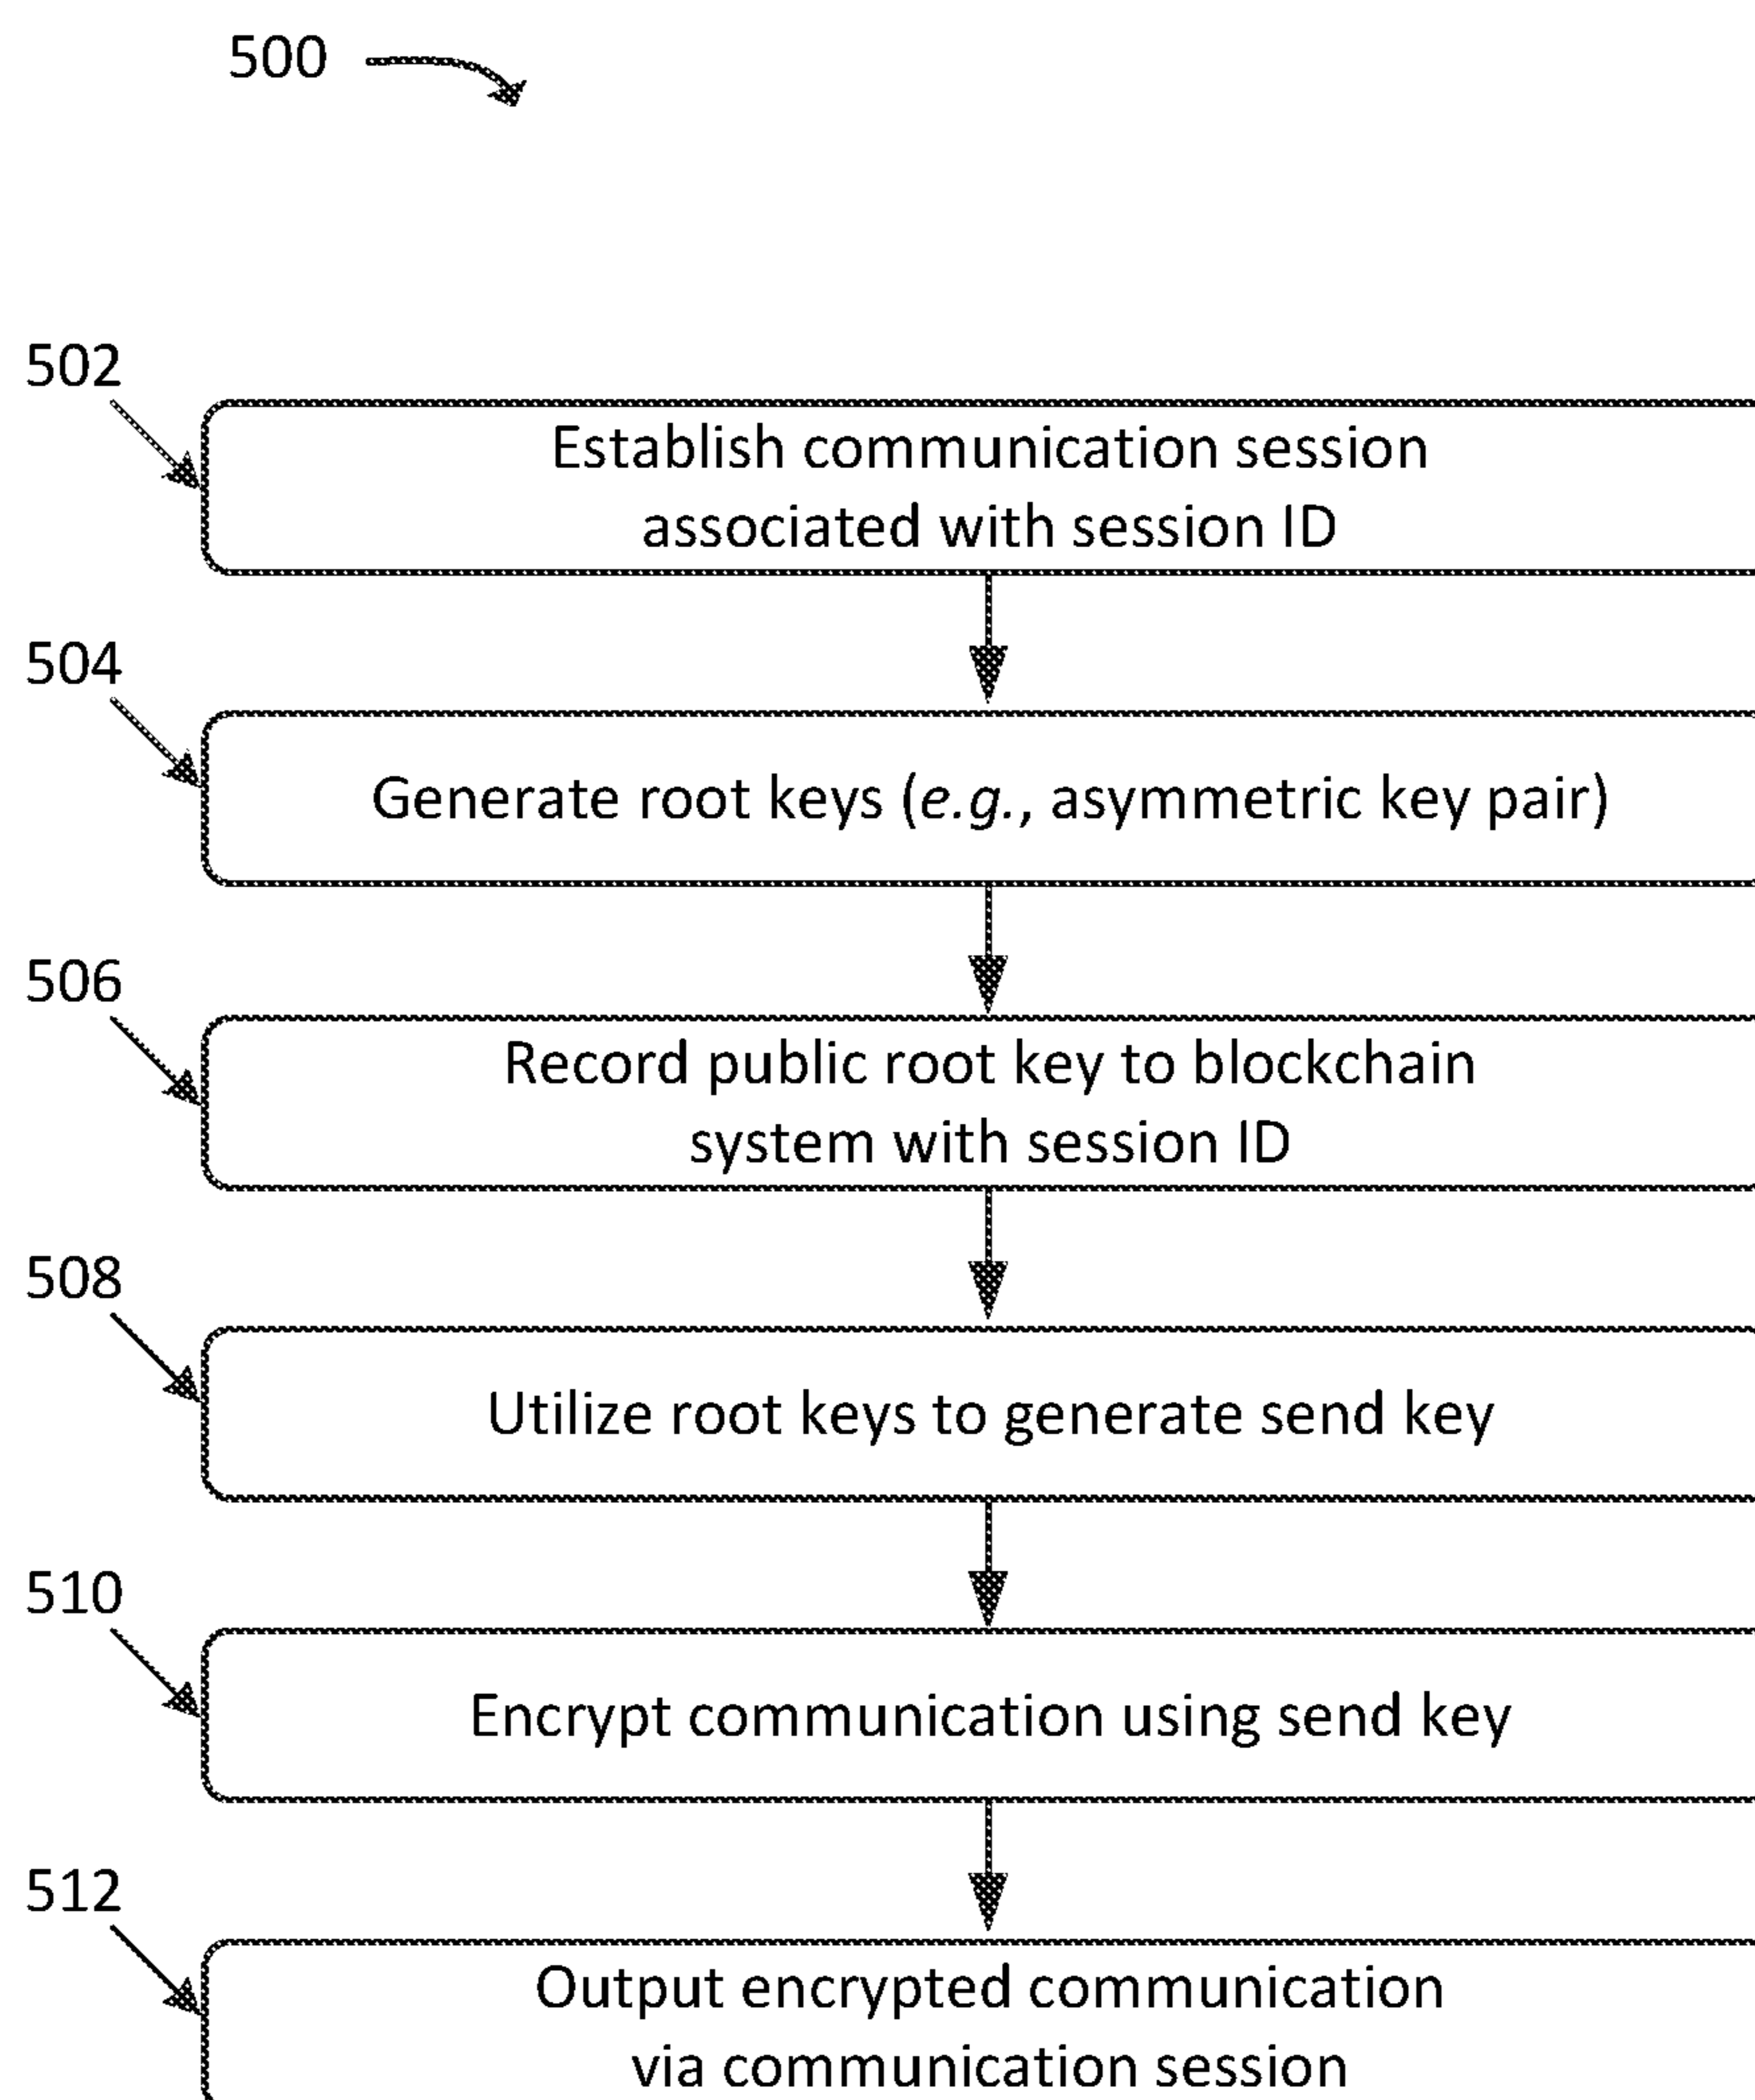 500
502
Establish communication session
associated with session ID
504
Generate root keys (e.g., asymmetric key pair)
506
Record public root key to blockchain
system with session ID
508
Utilize root keys to generate send key
510
Encrypt communication using send key
512
Output encrypted communication
via communication session